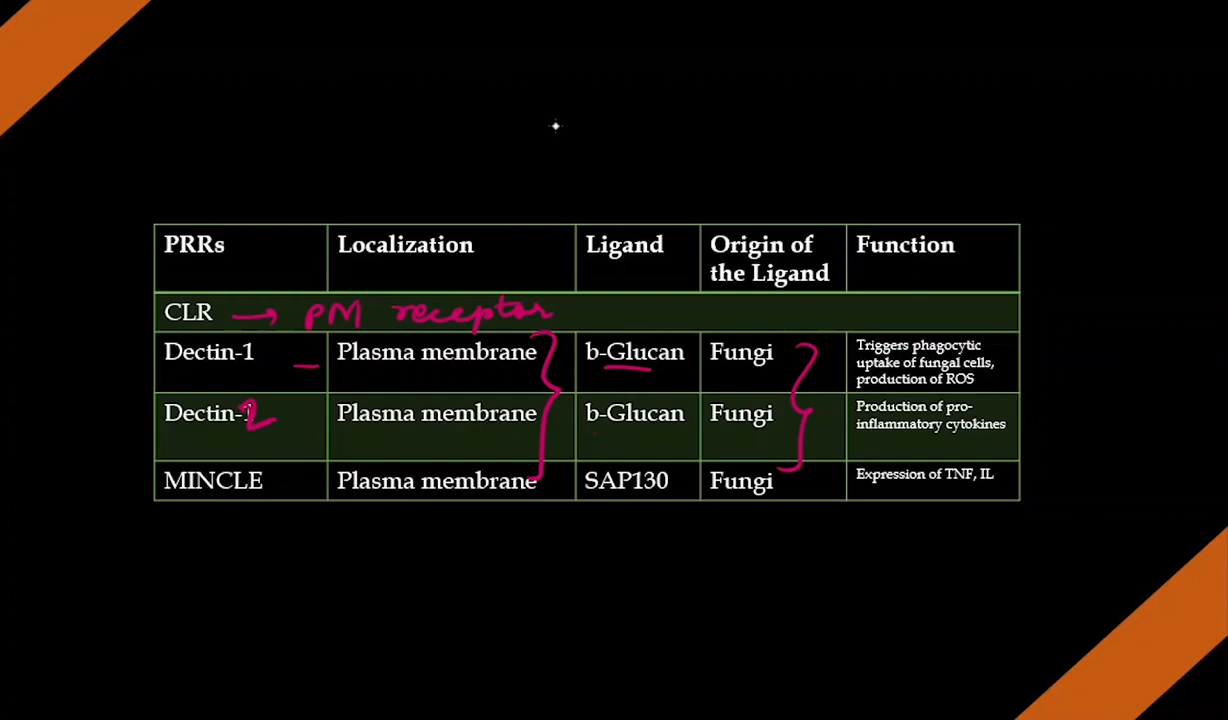 PRRs Localization Ligand Origin of the Ligand Function
CLR → PM receptor
Dectin-1 Plasma membrane b-Glucan Fungi Triggers phagocytic uptake of fungal cells, production of ROS
Dectin-2 Plasma membrane b-Glucan Fungi Production of pro-inflammatory cytokines
MINCLE Plasma membrane SAP130 Fungi Expression of TNF, IL